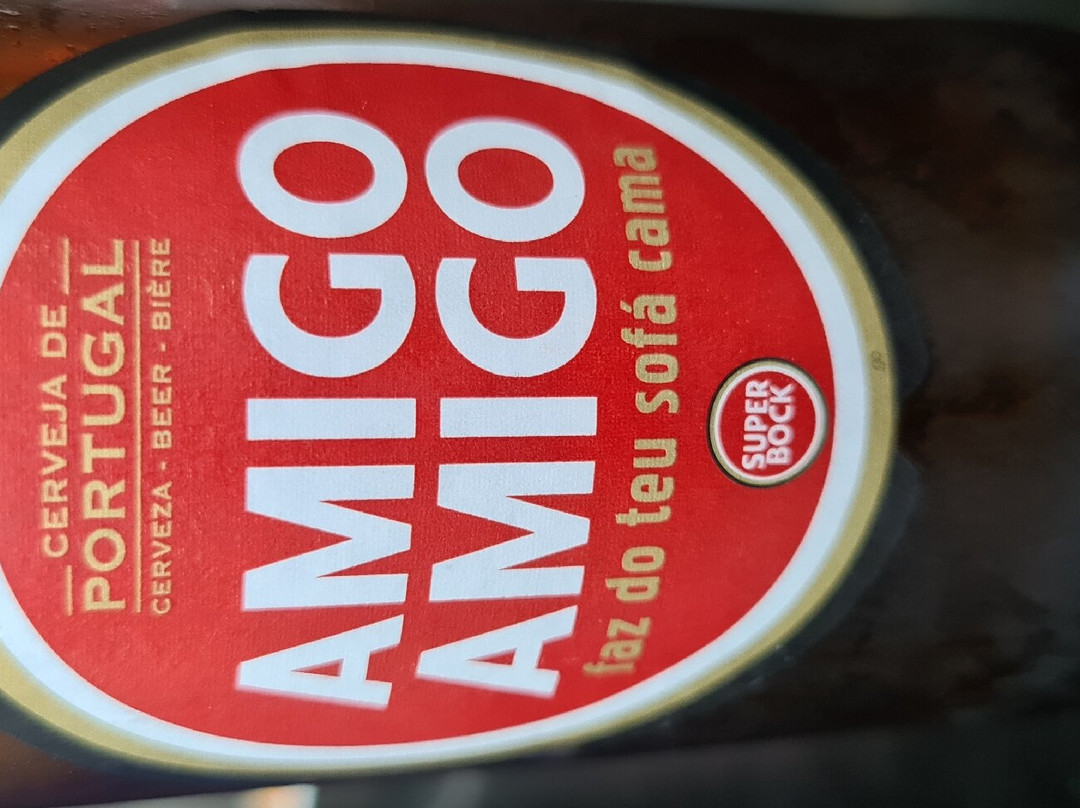 CERVEJA DE
PORTUGAL
CERVEZA - BEER - BIÈRE
AMIGO
AMIGO
faz do teu sofá cama
SUPER
BOCK